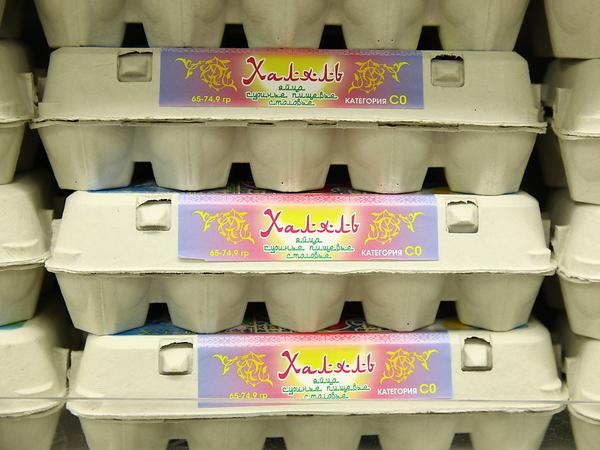 Халяль
яйца
куриные пищевые
столовые
65-74,9 гр
КАТЕГОРИЯ С0
Халяль
яйца
куриные пищевые
столовые
65-74,9 гр
КАТЕГОРИЯ С0
Халяль
яйца
куриные пищевые
столовые
65-74,9 гр
КАТЕГОРИЯ С0